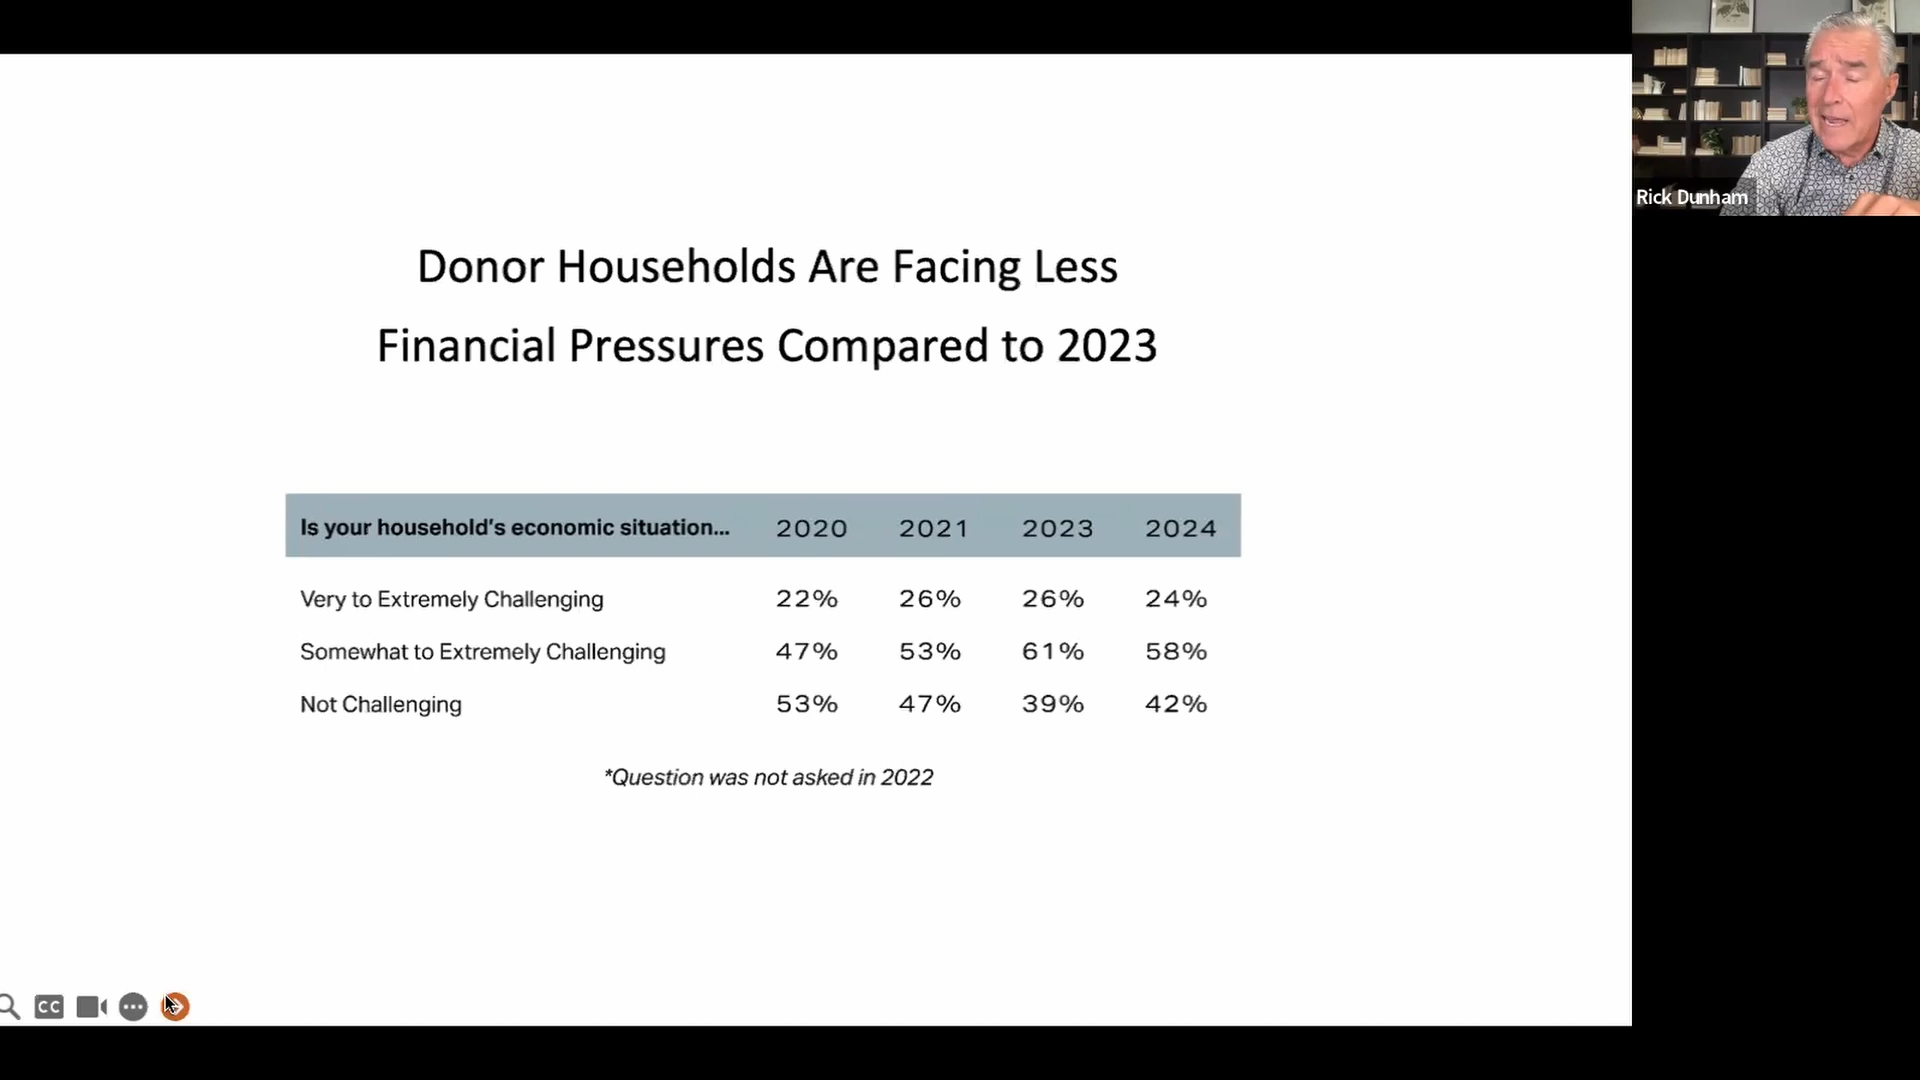 Donor Households Are Facing Less
Financial Pressures Compared to 2023
Is your household's economic situation... 2020 2021 2023 2024
Very to Extremely Challenging 22% 26% 26% 24%
Somewhat to Extremely Challenging 47% 53% 61% 58%
Not Challenging 53% 47% 39% 42%
*Question was not asked in 2022
CC
Rick Dunham